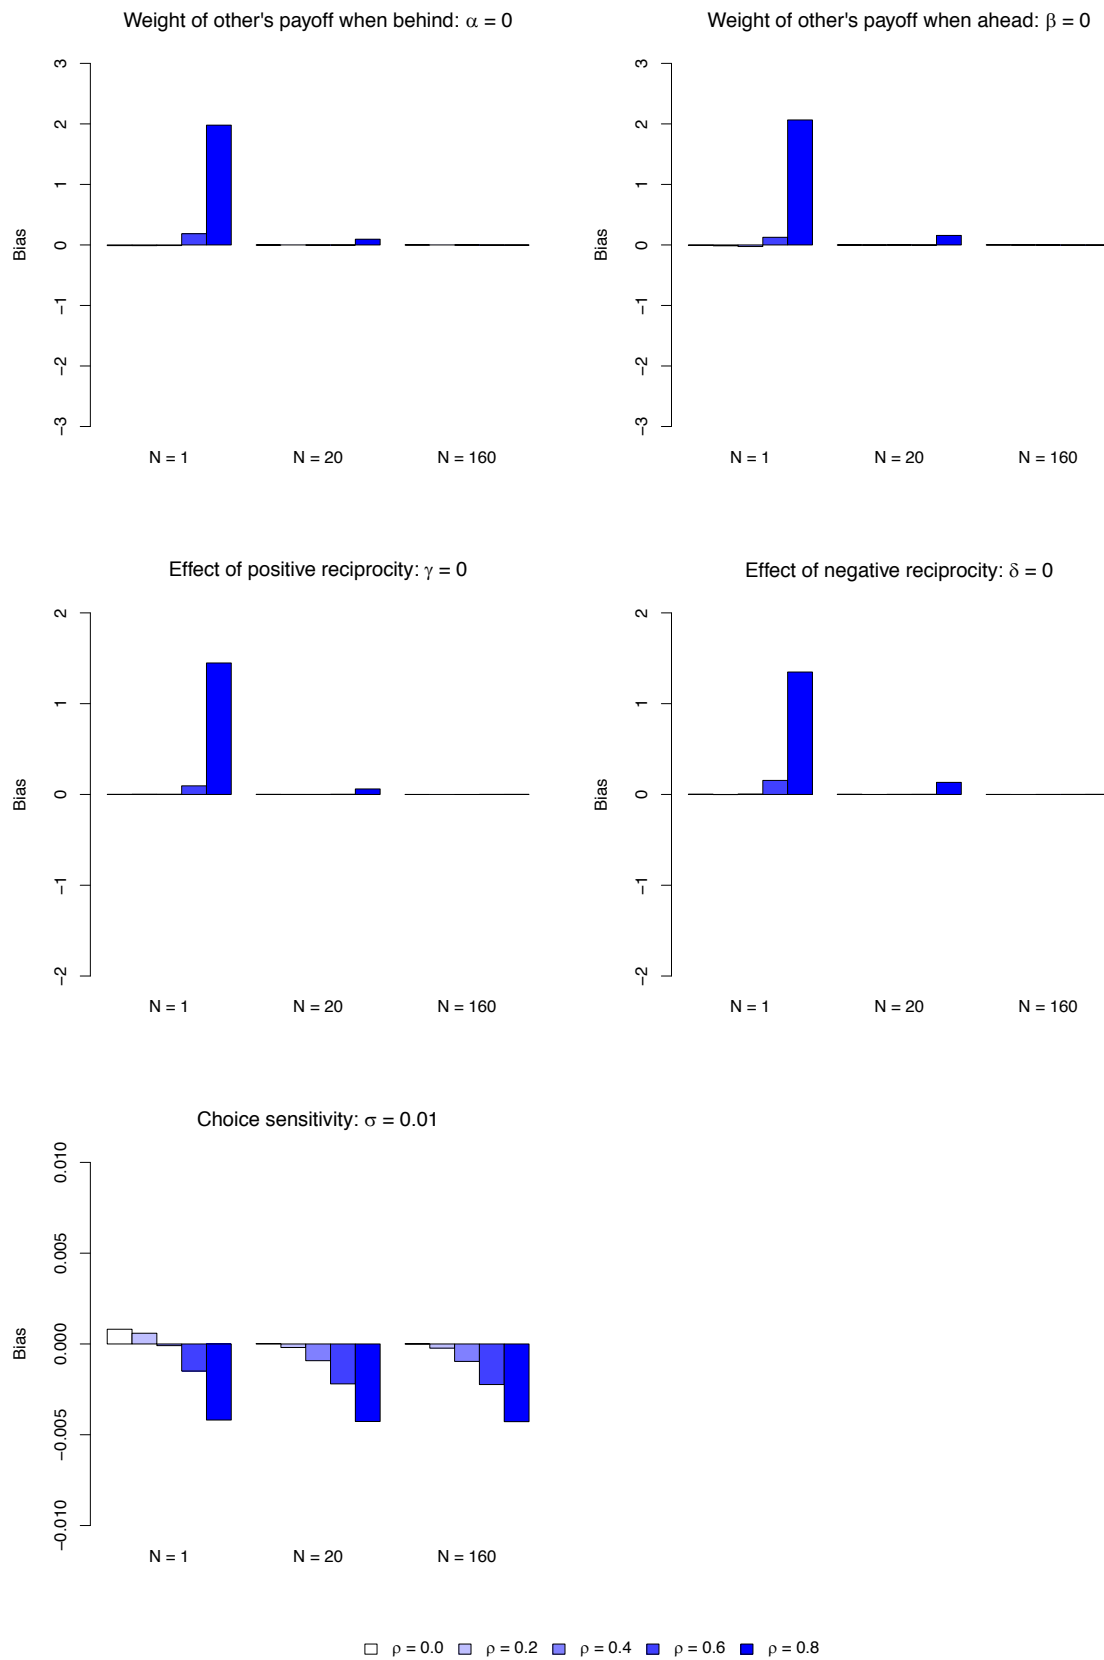 Weight of other's payoff when behind: α = 0
3
2
1
0
−1
−2
−3
Bias
N = 1
N = 20
N = 160
Weight of other's payoff when ahead: β = 0
3
2
1
0
−1
−2
−3
Bias
N = 1
N = 20
N = 160
Effect of positive reciprocity: γ = 0
2
1
0
−1
−2
Bias
N = 1
N = 20
N = 160
Effect of negative reciprocity: δ = 0
2
1
0
−1
−2
Bias
N = 1
N = 20
N = 160
Choice sensitivity: σ = 0.01
0.010
0.005
0.000
−0.005
−0.010
Bias
N = 1
N = 20
N = 160
ρ = 0.0 ρ = 0.2 ρ = 0.4 ρ = 0.6 ρ = 0.8